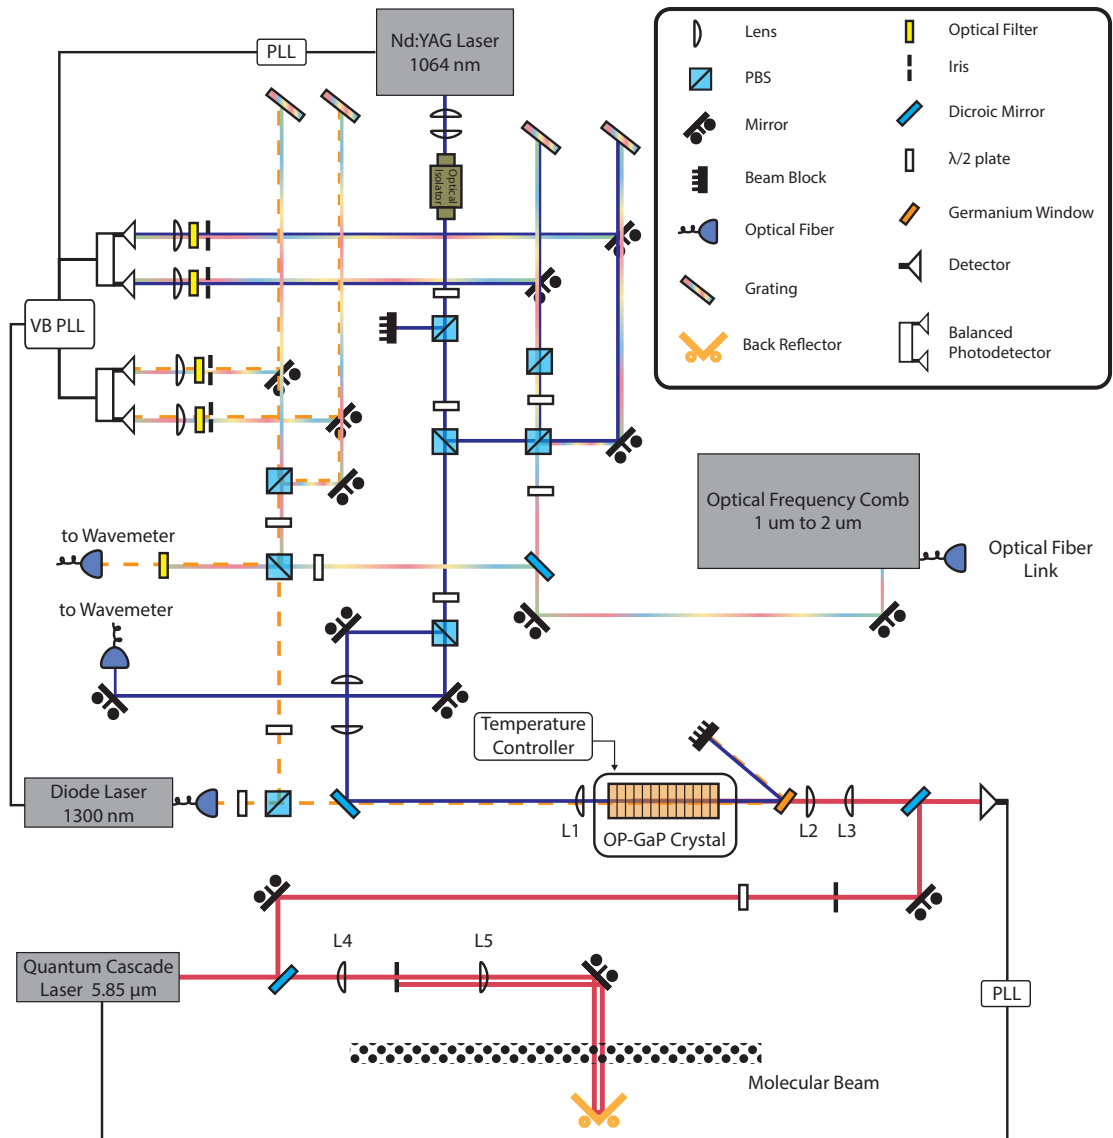 Nd:YAG Laser
1064 nm
PLL
Optical
Isolator
Lens
PBS
Mirror
Beam Block
Optical Fiber
Grating
Back Reflector
Optical Filter
Iris
Dicroic Mirror
λ/2 plate
Germanium Window
Detector
Balanced
Photodetector
VB PLL
Optical Frequency Comb
1 um to 2 um
Optical Fiber
Link
to Wavemeter
to Wavemeter
Temperature
Controller
Diode Laser
1300 nm
L1
OP-GaP Crystal
L2
L3
L4
L5
Quantum Cascade
Laser 5.85 μm
PLL
Molecular Beam